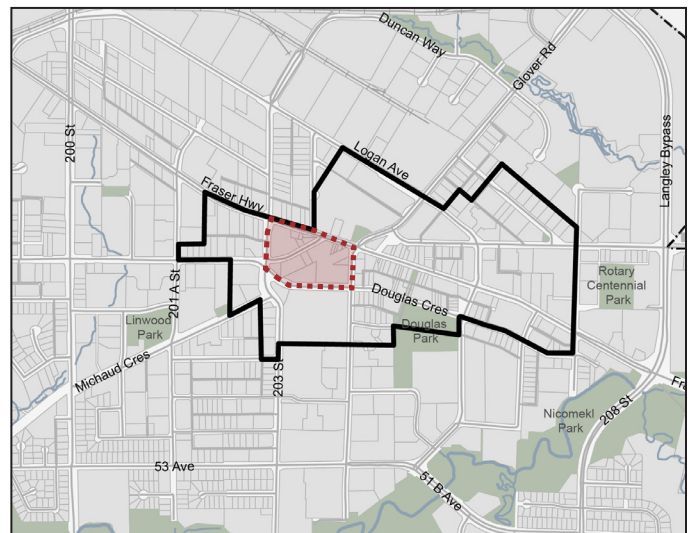 Duncan Way
Glover Rd
200 St
Logan Ave
Langley Bypass
Fraser Hwy
201 A St
Rotary
Centennial
Park
Douglas Cres
Linwood
Park
Douglas
Park
Michaud Cres
203 St
Fra
Nicomekl
Park
208 St
53 Ave
51 B Ave